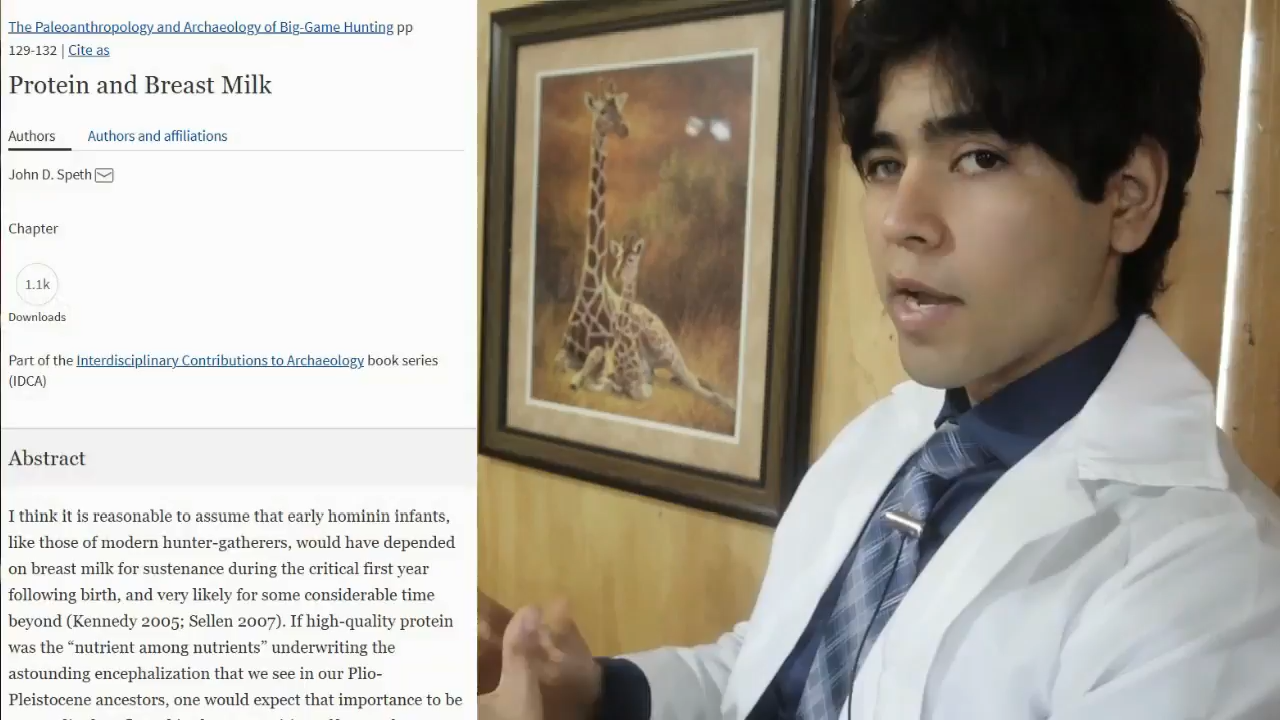 The Paleoanthropology and Archaeology of Big-Game Hunting pp
129-132 | Cite as
Protein and Breast Milk
Authors
Authors and affiliations
John D. Speth
Chapter
1.1k
Downloads
Part of the Interdisciplinary Contributions to Archaeology book series
(IDCA)
Abstract
I think it is reasonable to assume that early hominin infants,
like those of modern hunter-gatherers, would have depended
on breast milk for sustenance during the critical first year
following birth, and very likely for some considerable time
beyond (Kennedy 2005; Sellen 2007). If high-quality protein
was the “nutrient among nutrients” underwriting the
astounding encephalization that we see in our Plio-
Pleistocene ancestors, one would expect that importance to be